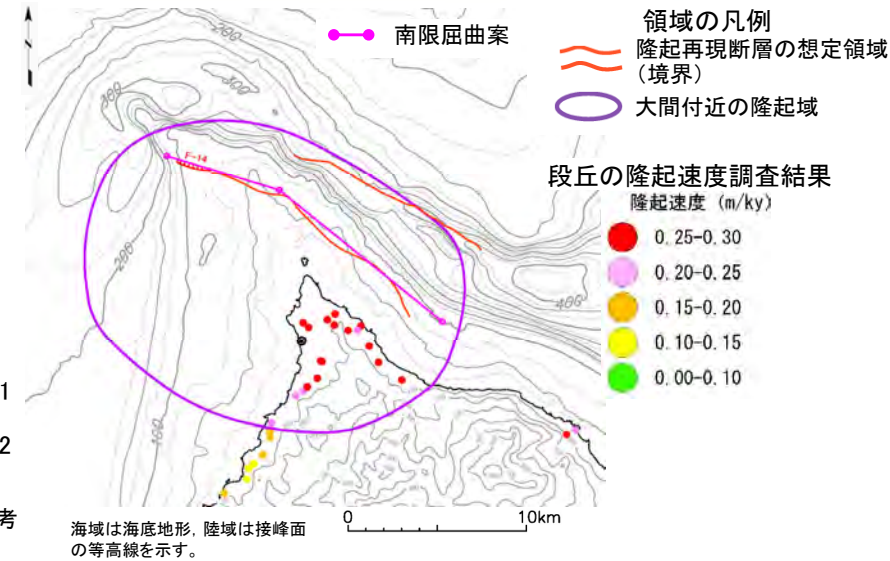 南限屈曲案
領域の凡例
隆起再現断層の想定領域
(境界)
大間付近の隆起域
段丘の隆起速度調査結果
隆起速度 (m/ky)
0.25-0.30
0.20-0.25
0.15-0.20
0.10-0.15
0.00-0.10
N
200
300
300
F-14
200
400
100
1
2
考
0
10km
海域は海底地形, 陸域は接峰面
の等高線を示す。